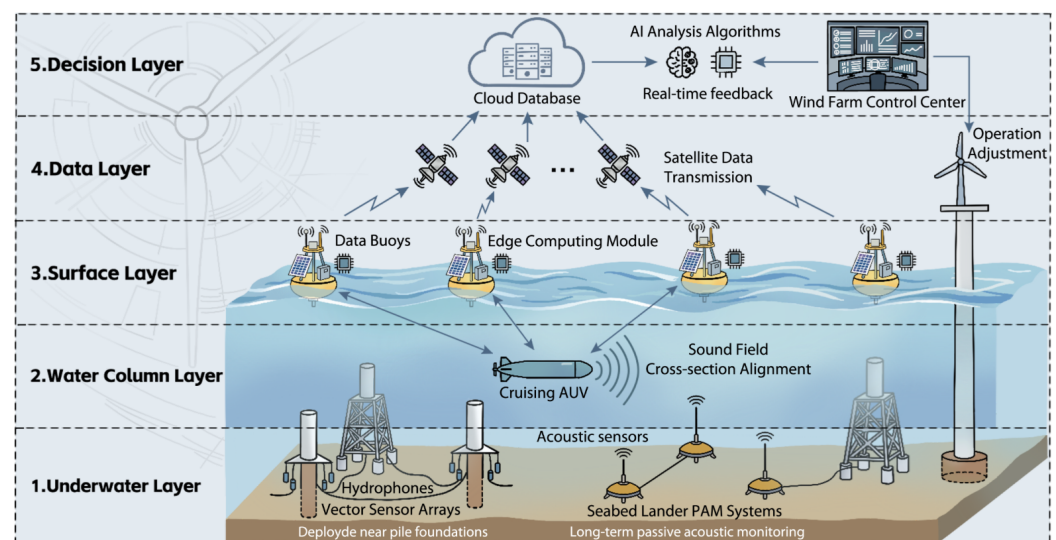 5.Decision Layer
AI Analysis Algorithms
Real-time feedback
Cloud Database
Wind Farm Control Center
4.Data Layer
Satellite Data
Transmission
Operation
Adjustment
...
3.Surface Layer
Data Buoys
Edge Computing Module
2.Water Column Layer
Sound Field
Cross-section Alignment
Cruising AUV
1.Underwater Layer
Acoustic sensors
Hydrophones
Vector Sensor Arrays
Seabed Lander PAM Systems
Deployde near pile foundations
Long-term passive acoustic monitoring